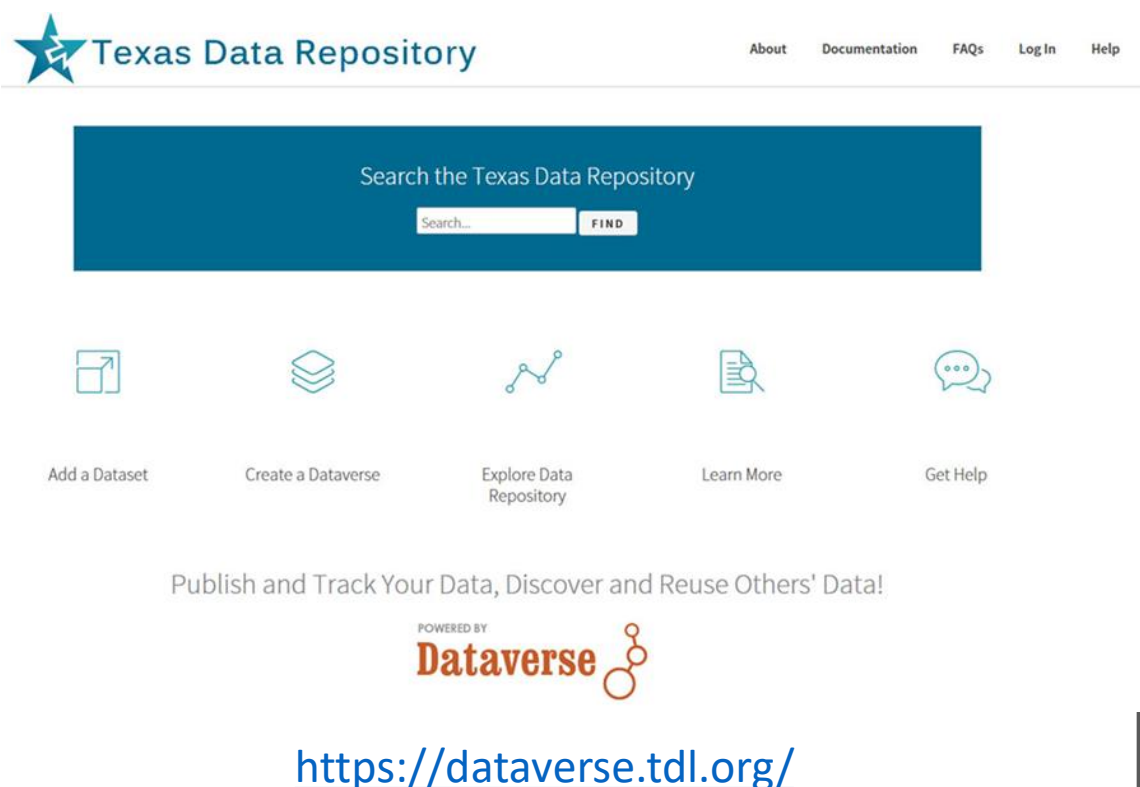 Texas Data Repository
About Documentation FAQs Log In Help
Search the Texas Data Repository
Search... FIND
Add a Dataset Create a Dataverse Explore Data Learn More Get Help
Repository
Publish and Track Your Data, Discover and Reuse Others' Data!
POWERED BY
Dataverse
https://dataverse.tdl.org/